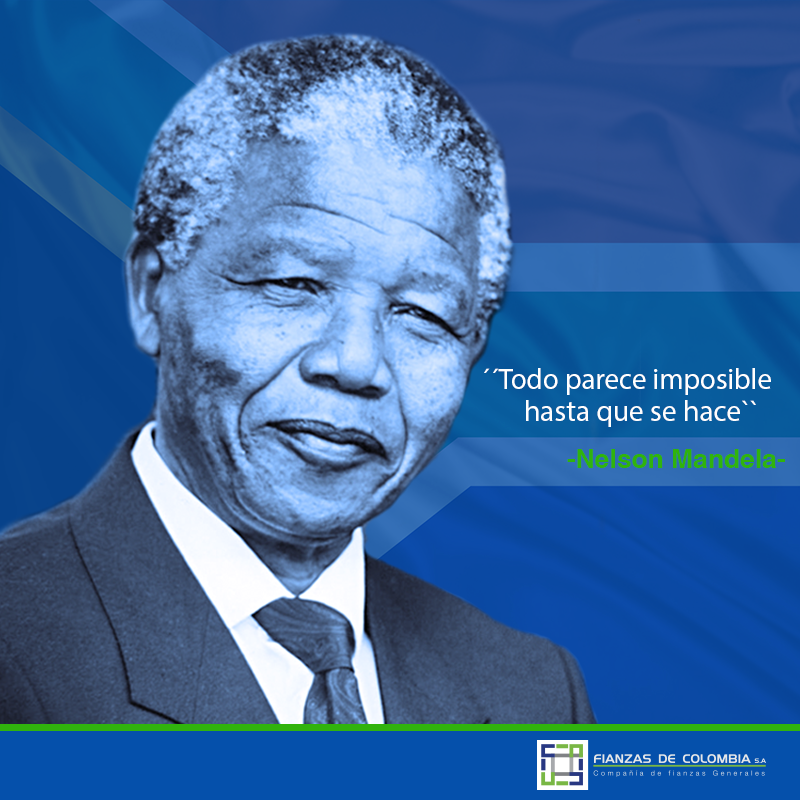 ´´Todo parece imposible
hasta que se hace``
-Nelson Mandela-
FIANZAS DE COLOMBIA S.A
Compañía de fianzas Generales